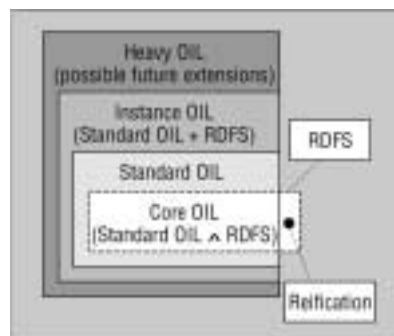 Heavy OIL
(possible future extensions)
Instance OIL
(Standard OIL + RDFS)
RDFS
Standard OIL
Core OIL
(Standard OIL ∧ RDFS)
Reification